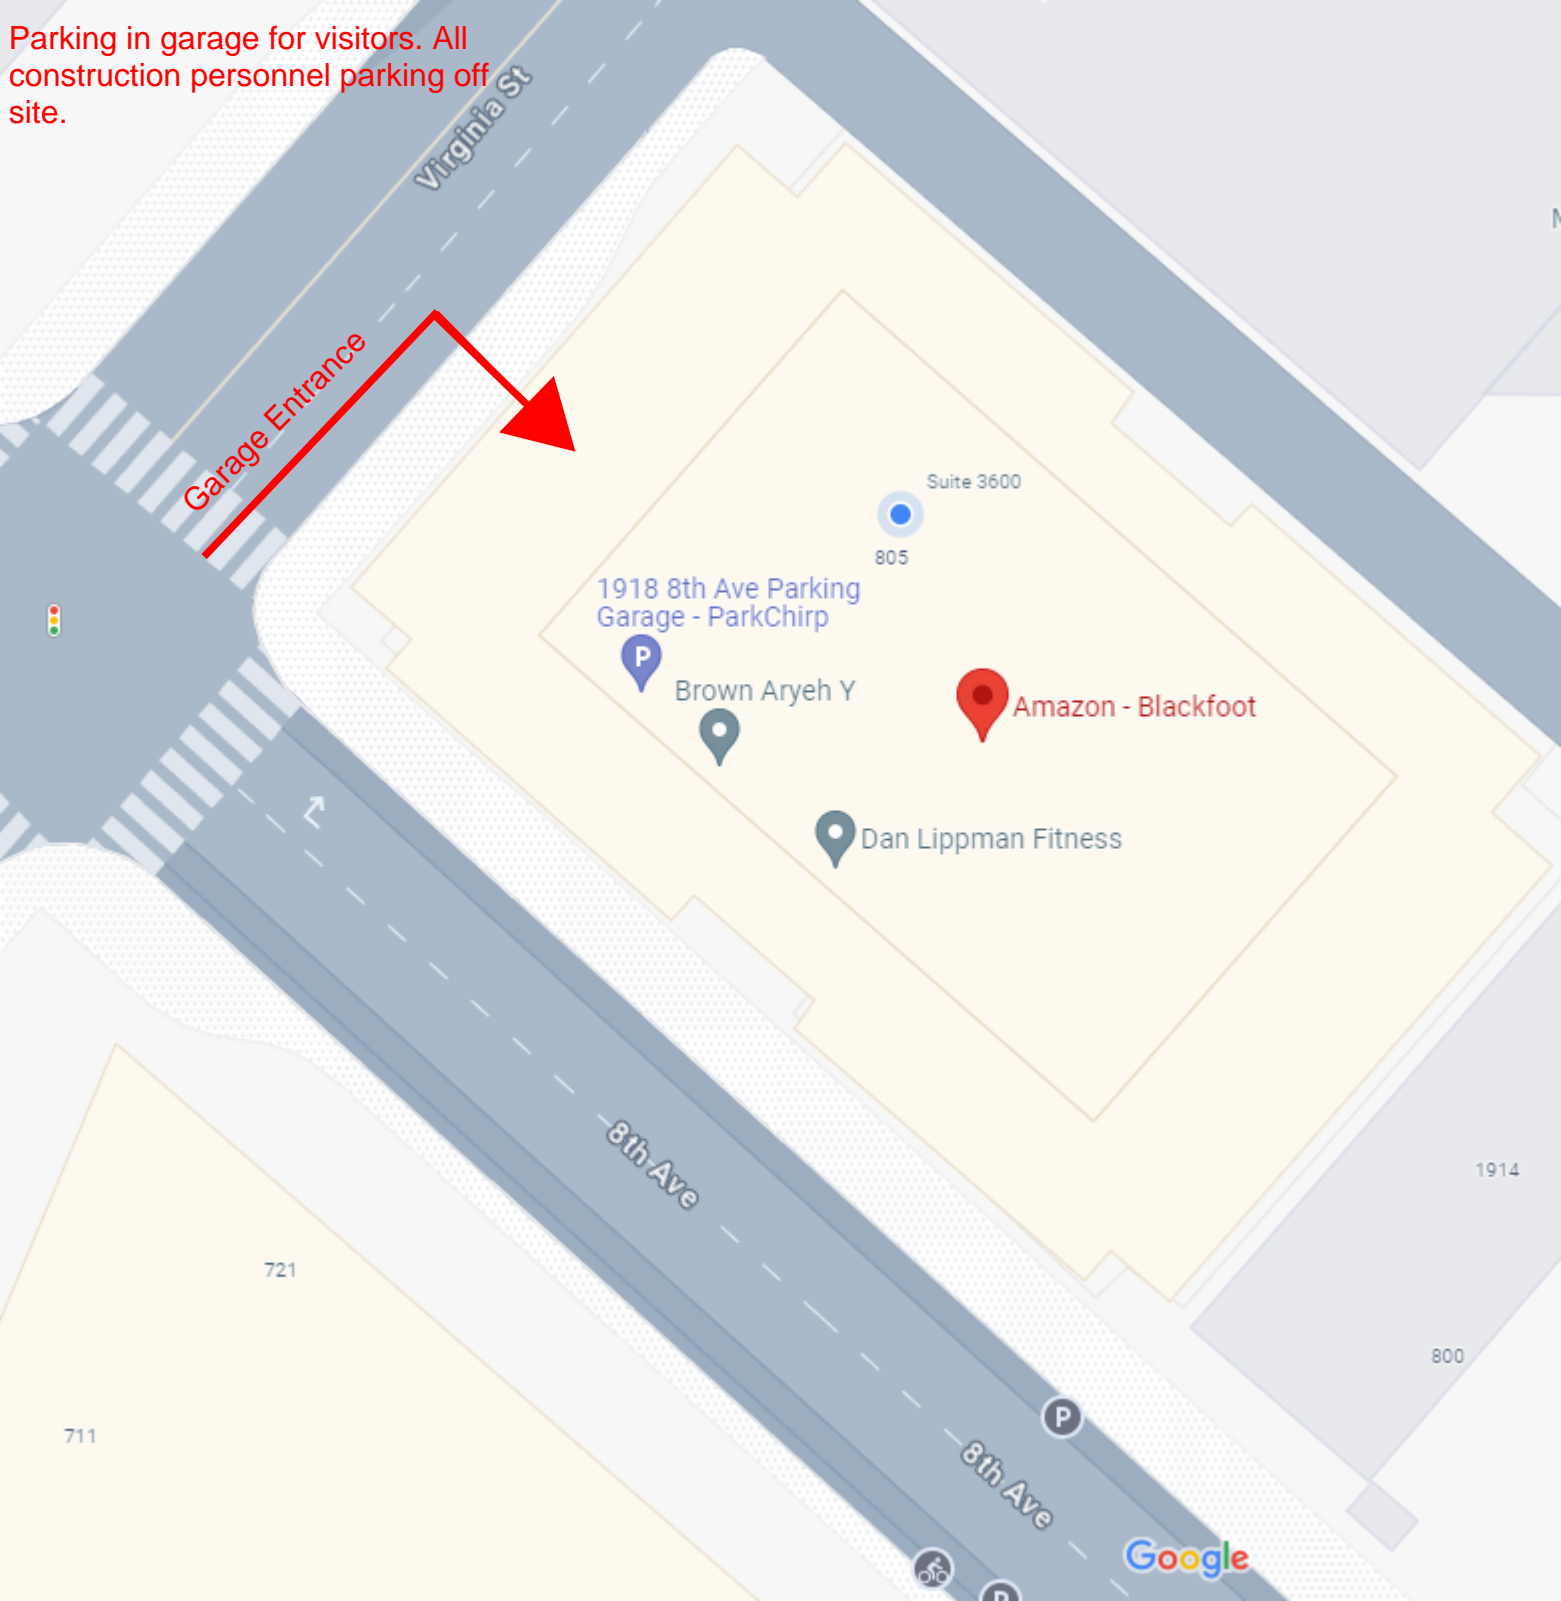 Parking in garage for visitors. All
construction personnel parking off
site.
Virginia St
Garage Entrance
Suite 3600
805
1918 8th Ave Parking
Garage - ParkChirp
P
Brown Aryeh Y
Amazon - Blackfoot
Dan Lippman Fitness
8th Ave
1914
721
800
711
P
8th Ave
Google
P